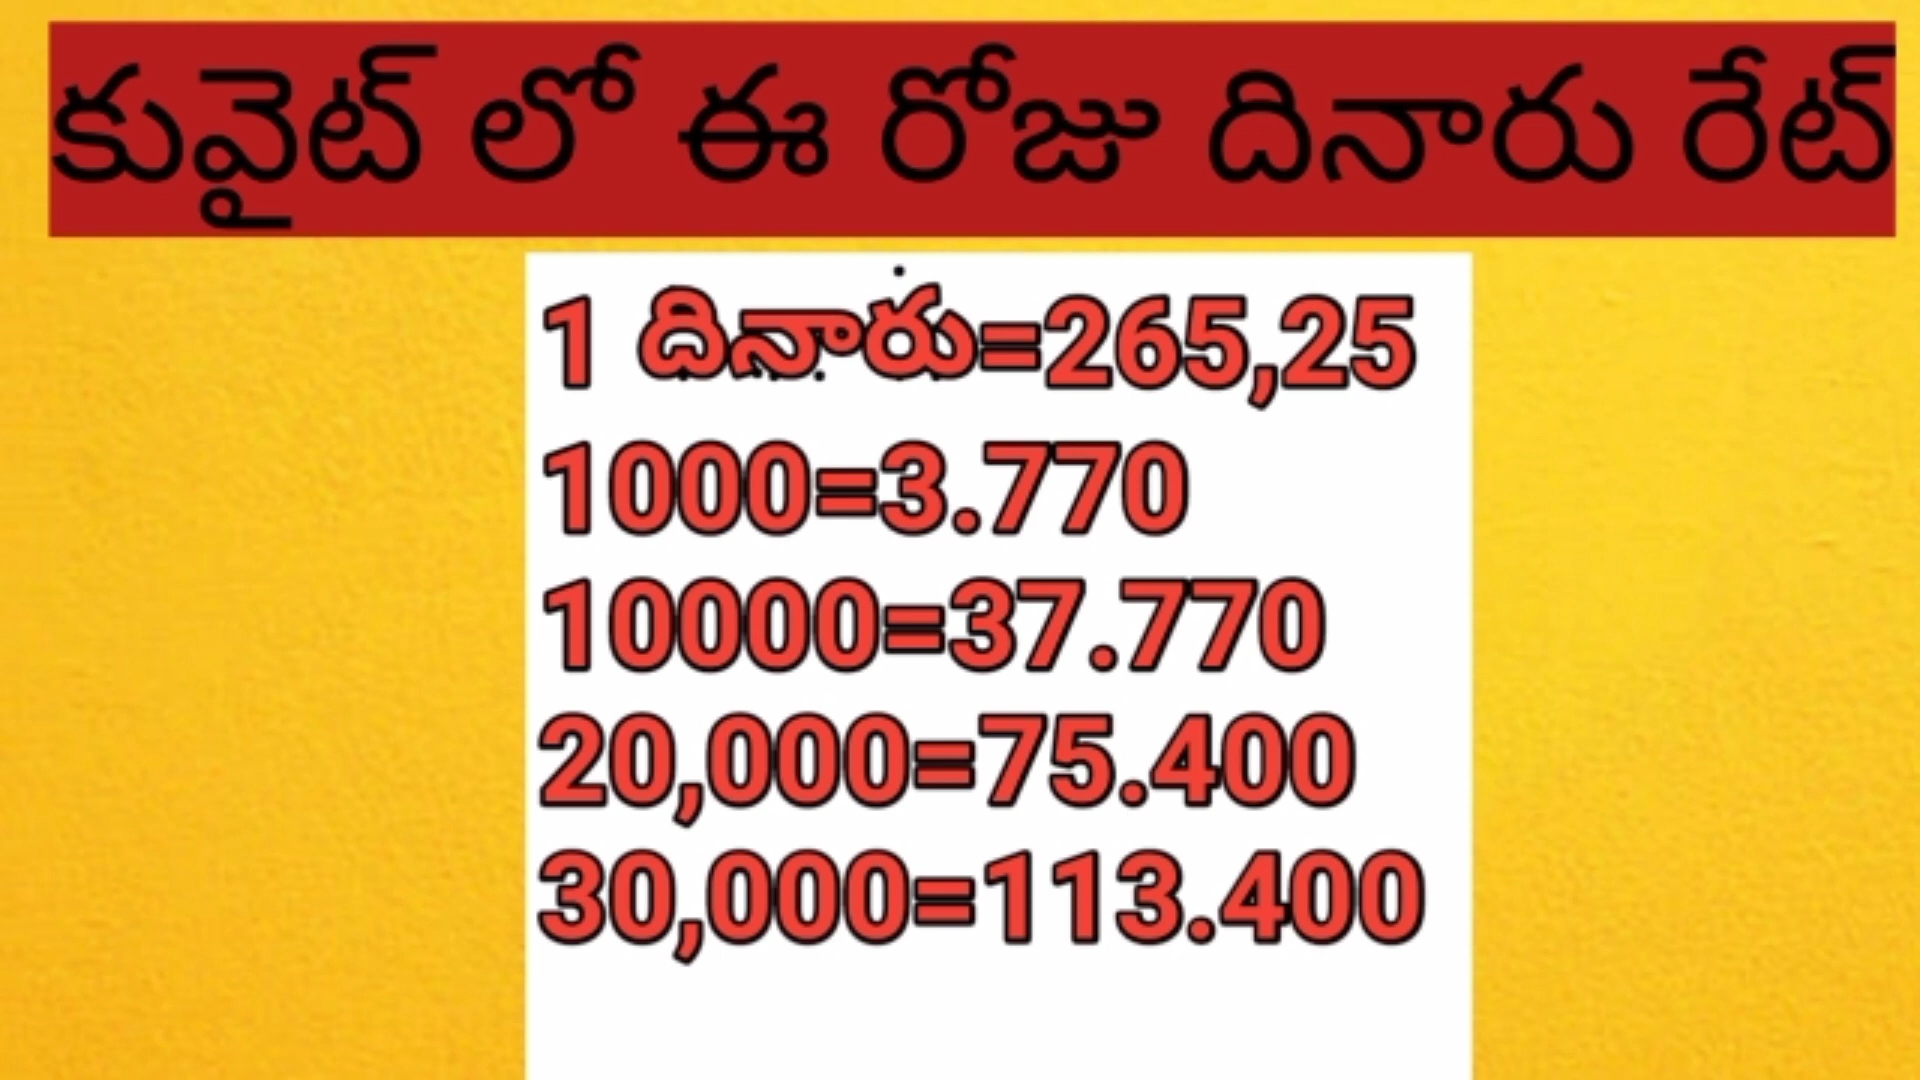 కువైట్ లో ఈ రోజు దినారు రేట్
1 దినారు=265,25
1000=3.770
10000=37.770
20,000=75.400
30,000=113.400